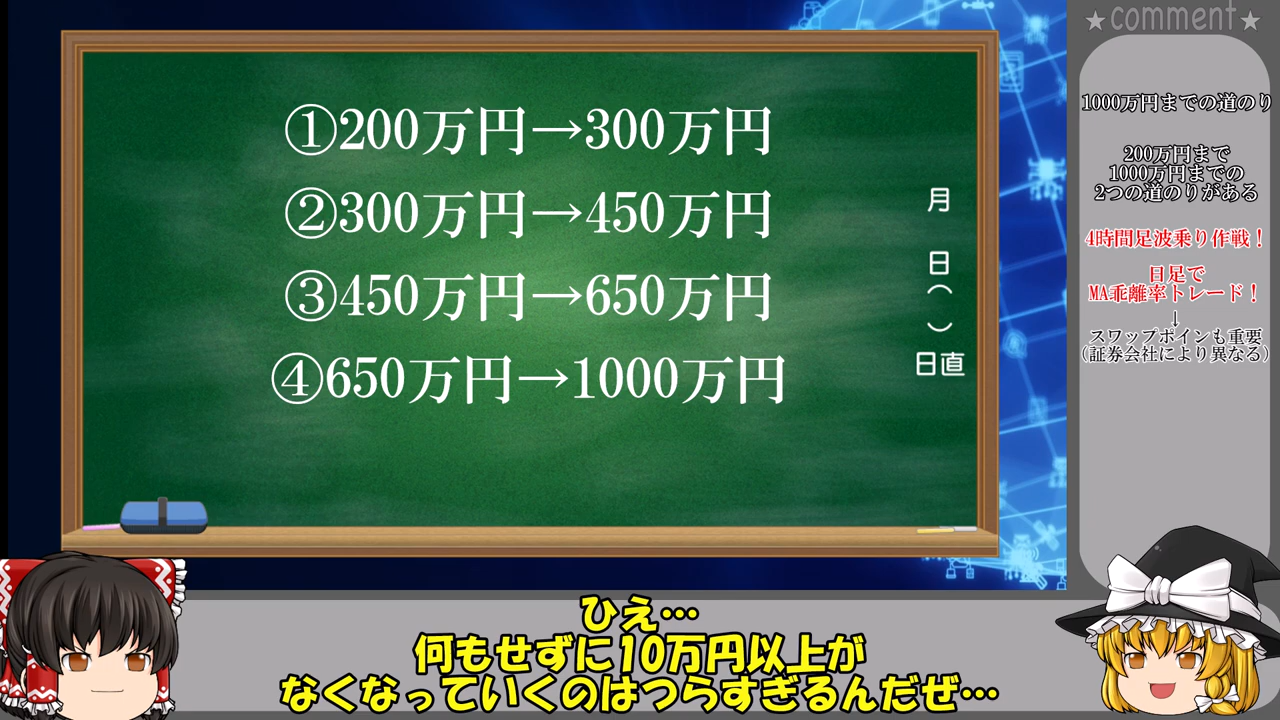 ①200万円→300万円
②300万円→450万円
③450万円→650万円
④650万円→1000万円
月
日
（
）
日直
★comment★
1000万円までの道のり
200万円まで
1000万円までの
2つの道のりがある
4時間足波乗り作戦！
日足で
MA乖離率トレード！
↓
スワップポインも重要
(証券会社により異なる)
ひえ…
何もせずに10万円以上が
なくなっていくのはつらすぎるんだぜ…